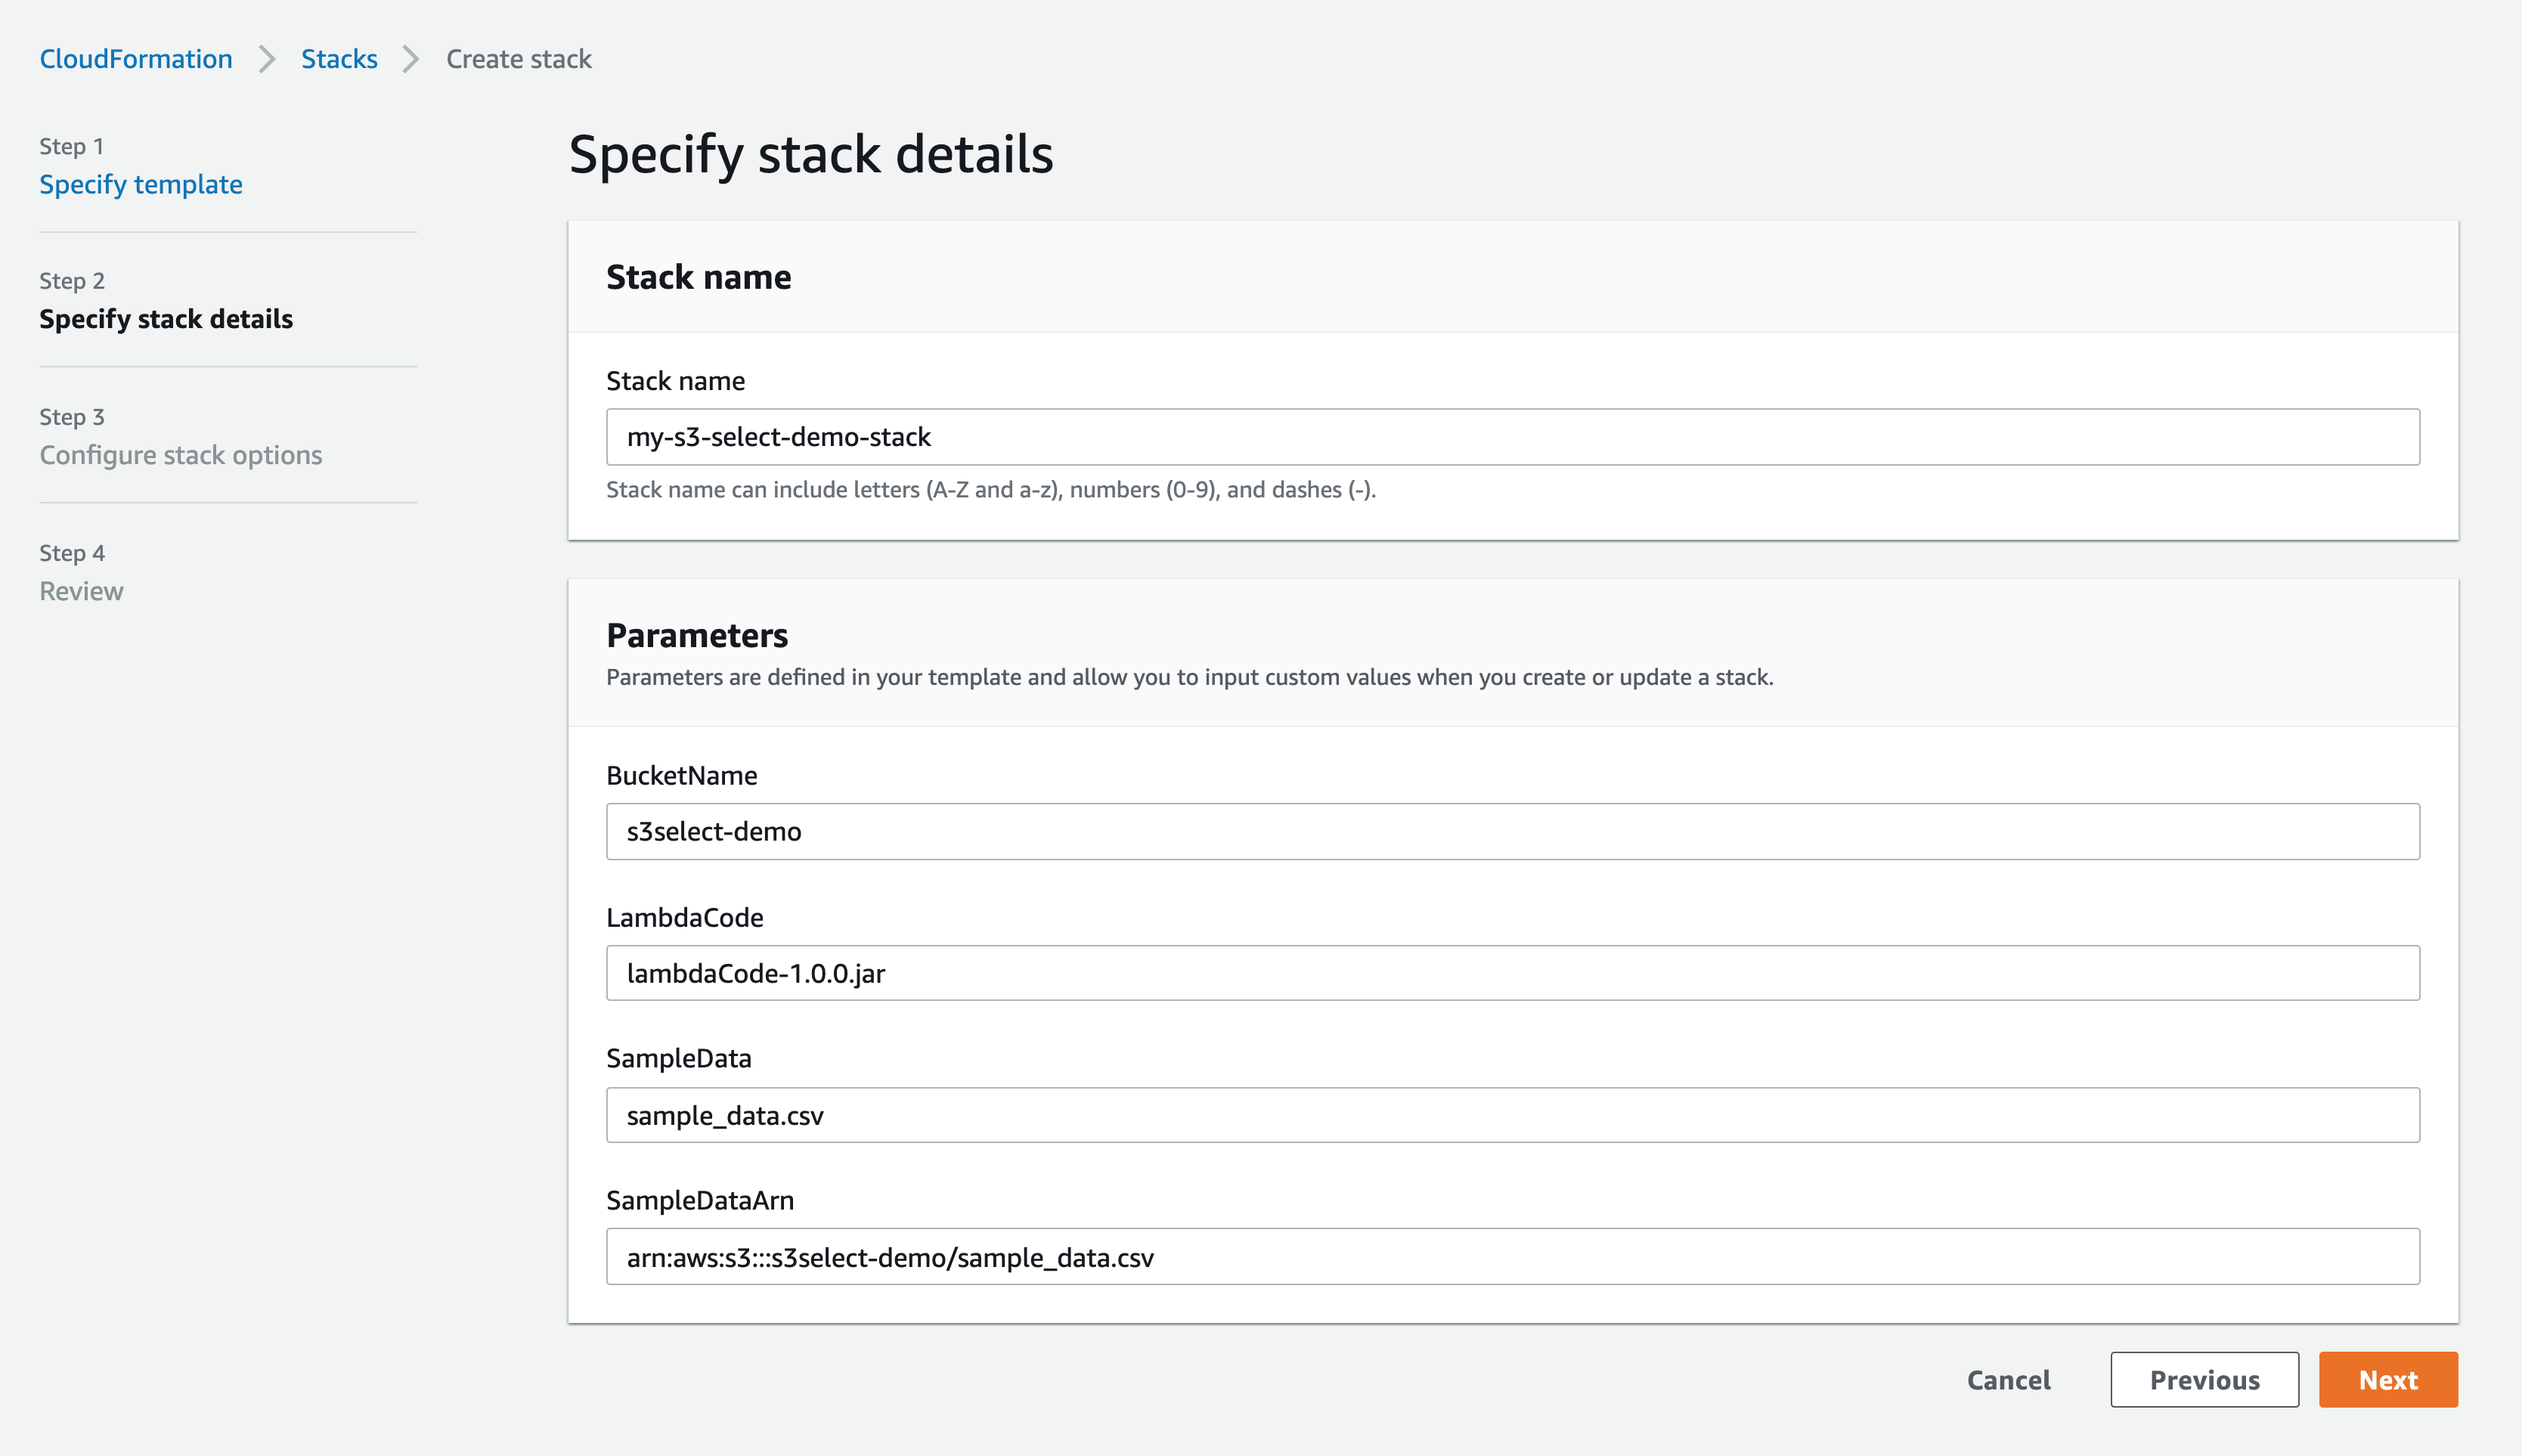 CloudFormation > Stacks > Create stack
Step 1
Specify template
Step 2
Specify stack details
Step 3
Configure stack options
Step 4
Review
Specify stack details
Stack name
Stack name
my-s3-select-demo-stack
Stack name can include letters (A-Z and a-z), numbers (0-9), and dashes (-).
Parameters
Parameters are defined in your template and allow you to input custom values when you create or update a stack.
BucketName
s3select-demo
LambdaCode
lambdaCode-1.0.0.jar
SampleData
sample_data.csv
SampleDataArn
arn:aws:s3:::s3select-demo/sample_data.csv
Cancel Previous Next